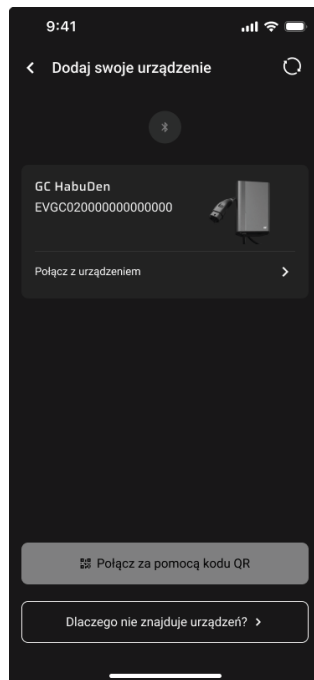 9:41
Dodaj swoje urządzenie
GC HabuDen
EVGC020000000000000
Połącz z urządzeniem
Połącz za pomocą kodu QR
Dlaczego nie znajduje urządzeń?